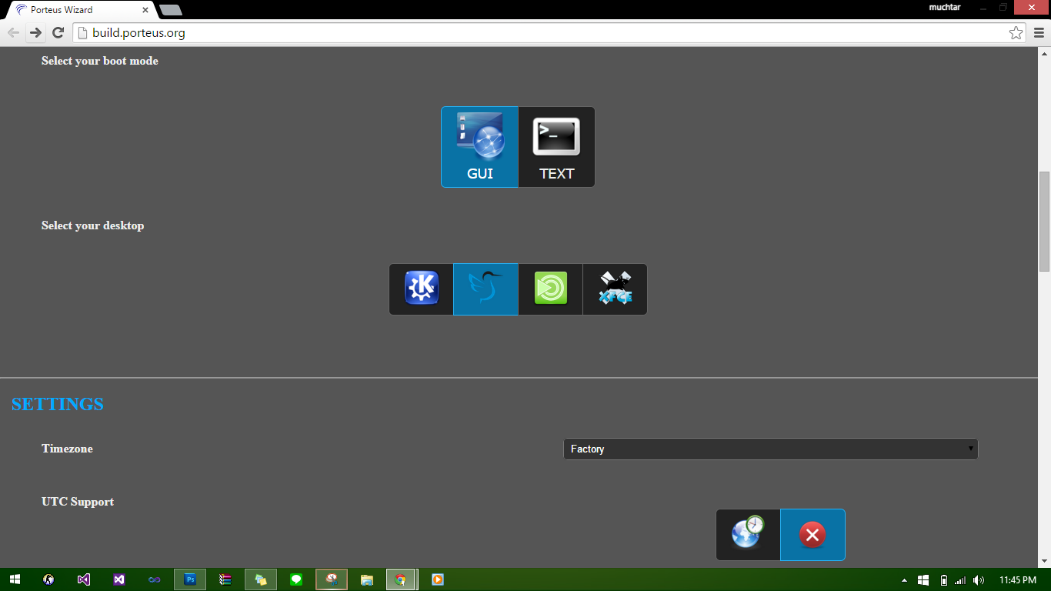 Porteus Wizard
muchtar
build.porteus.org
Select your boot mode
GUI
TEXT
Select your desktop
SETTINGS
Timezone
Factory
UTC Support
11:45 PM